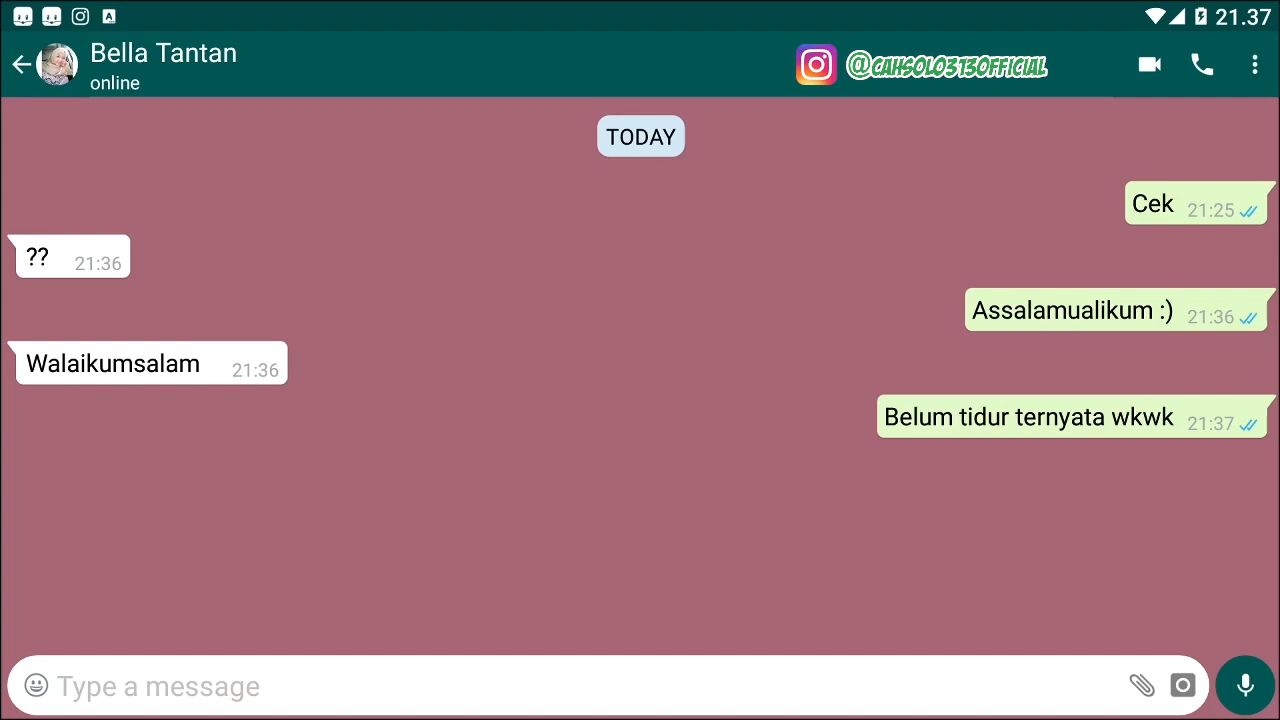 21.37
Bella Tantan
online
@CAHSOLO313OFFICIAL
TODAY
Cek 21:25
?? 21:36
Assalamualikum :) 21:36
Walaikumsalam 21:36
Belum tidur ternyata wkwk 21:37
Type a message